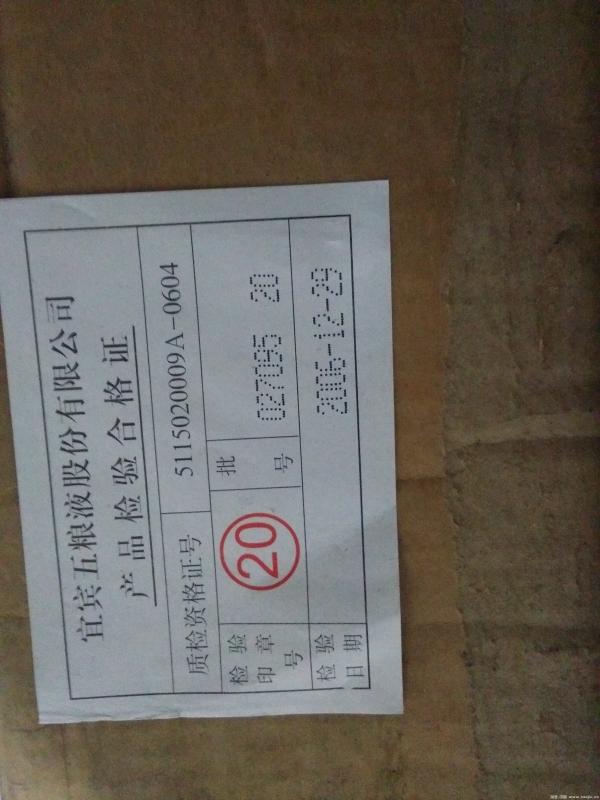 宜宾五粮液股份有限公司
产品检验合格证
质检资格证号 5115020009A-0604
检验印章号 20 批号 027095 20
检验日期 2006-12-29